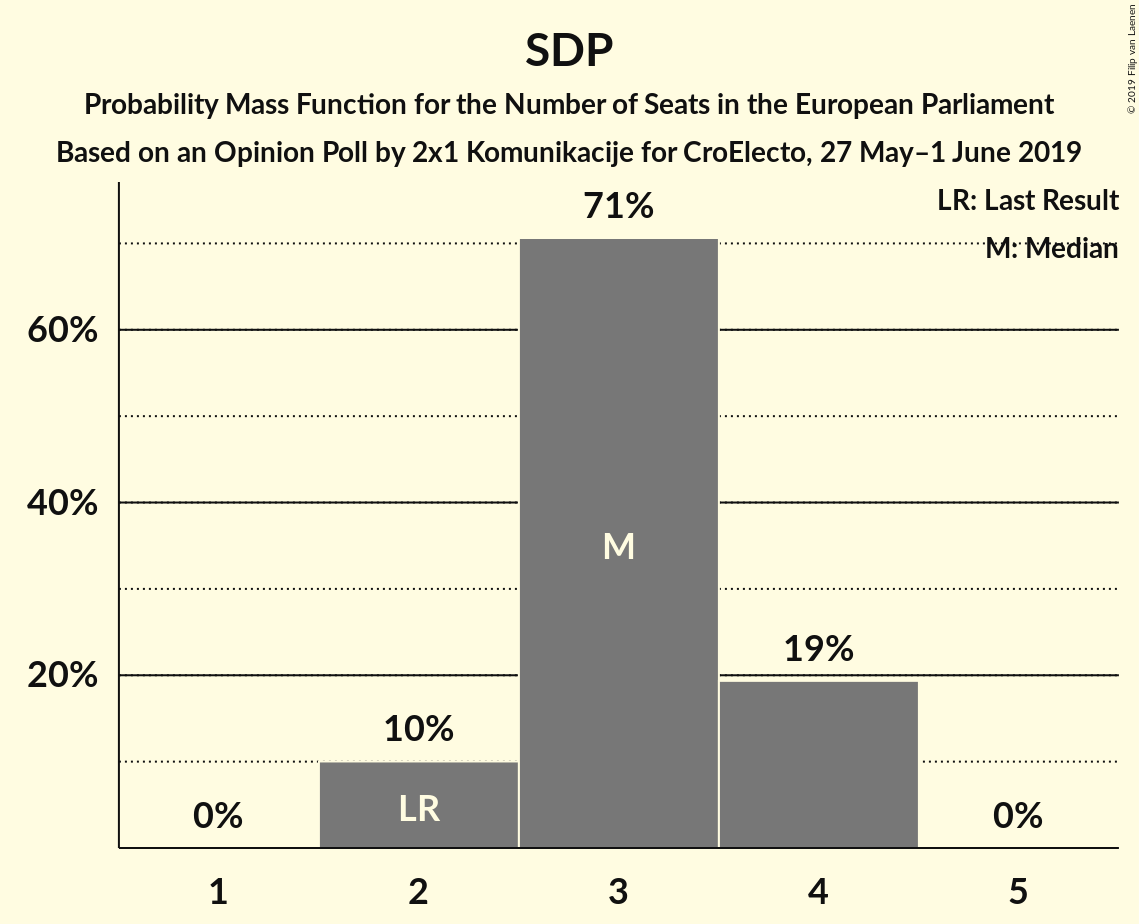 SDP
Probability Mass Function for the Number of Seats in the European Parliament
Based on an Opinion Poll by 2x1 Komunikacije for CroElecto, 27 May–1 June 2019
© 2019 Filip van Laenen
LR: Last Result
M: Median
71%
60%
40%
M
20%
19%
10%
LR
0%
0%
1
2
3
4
5